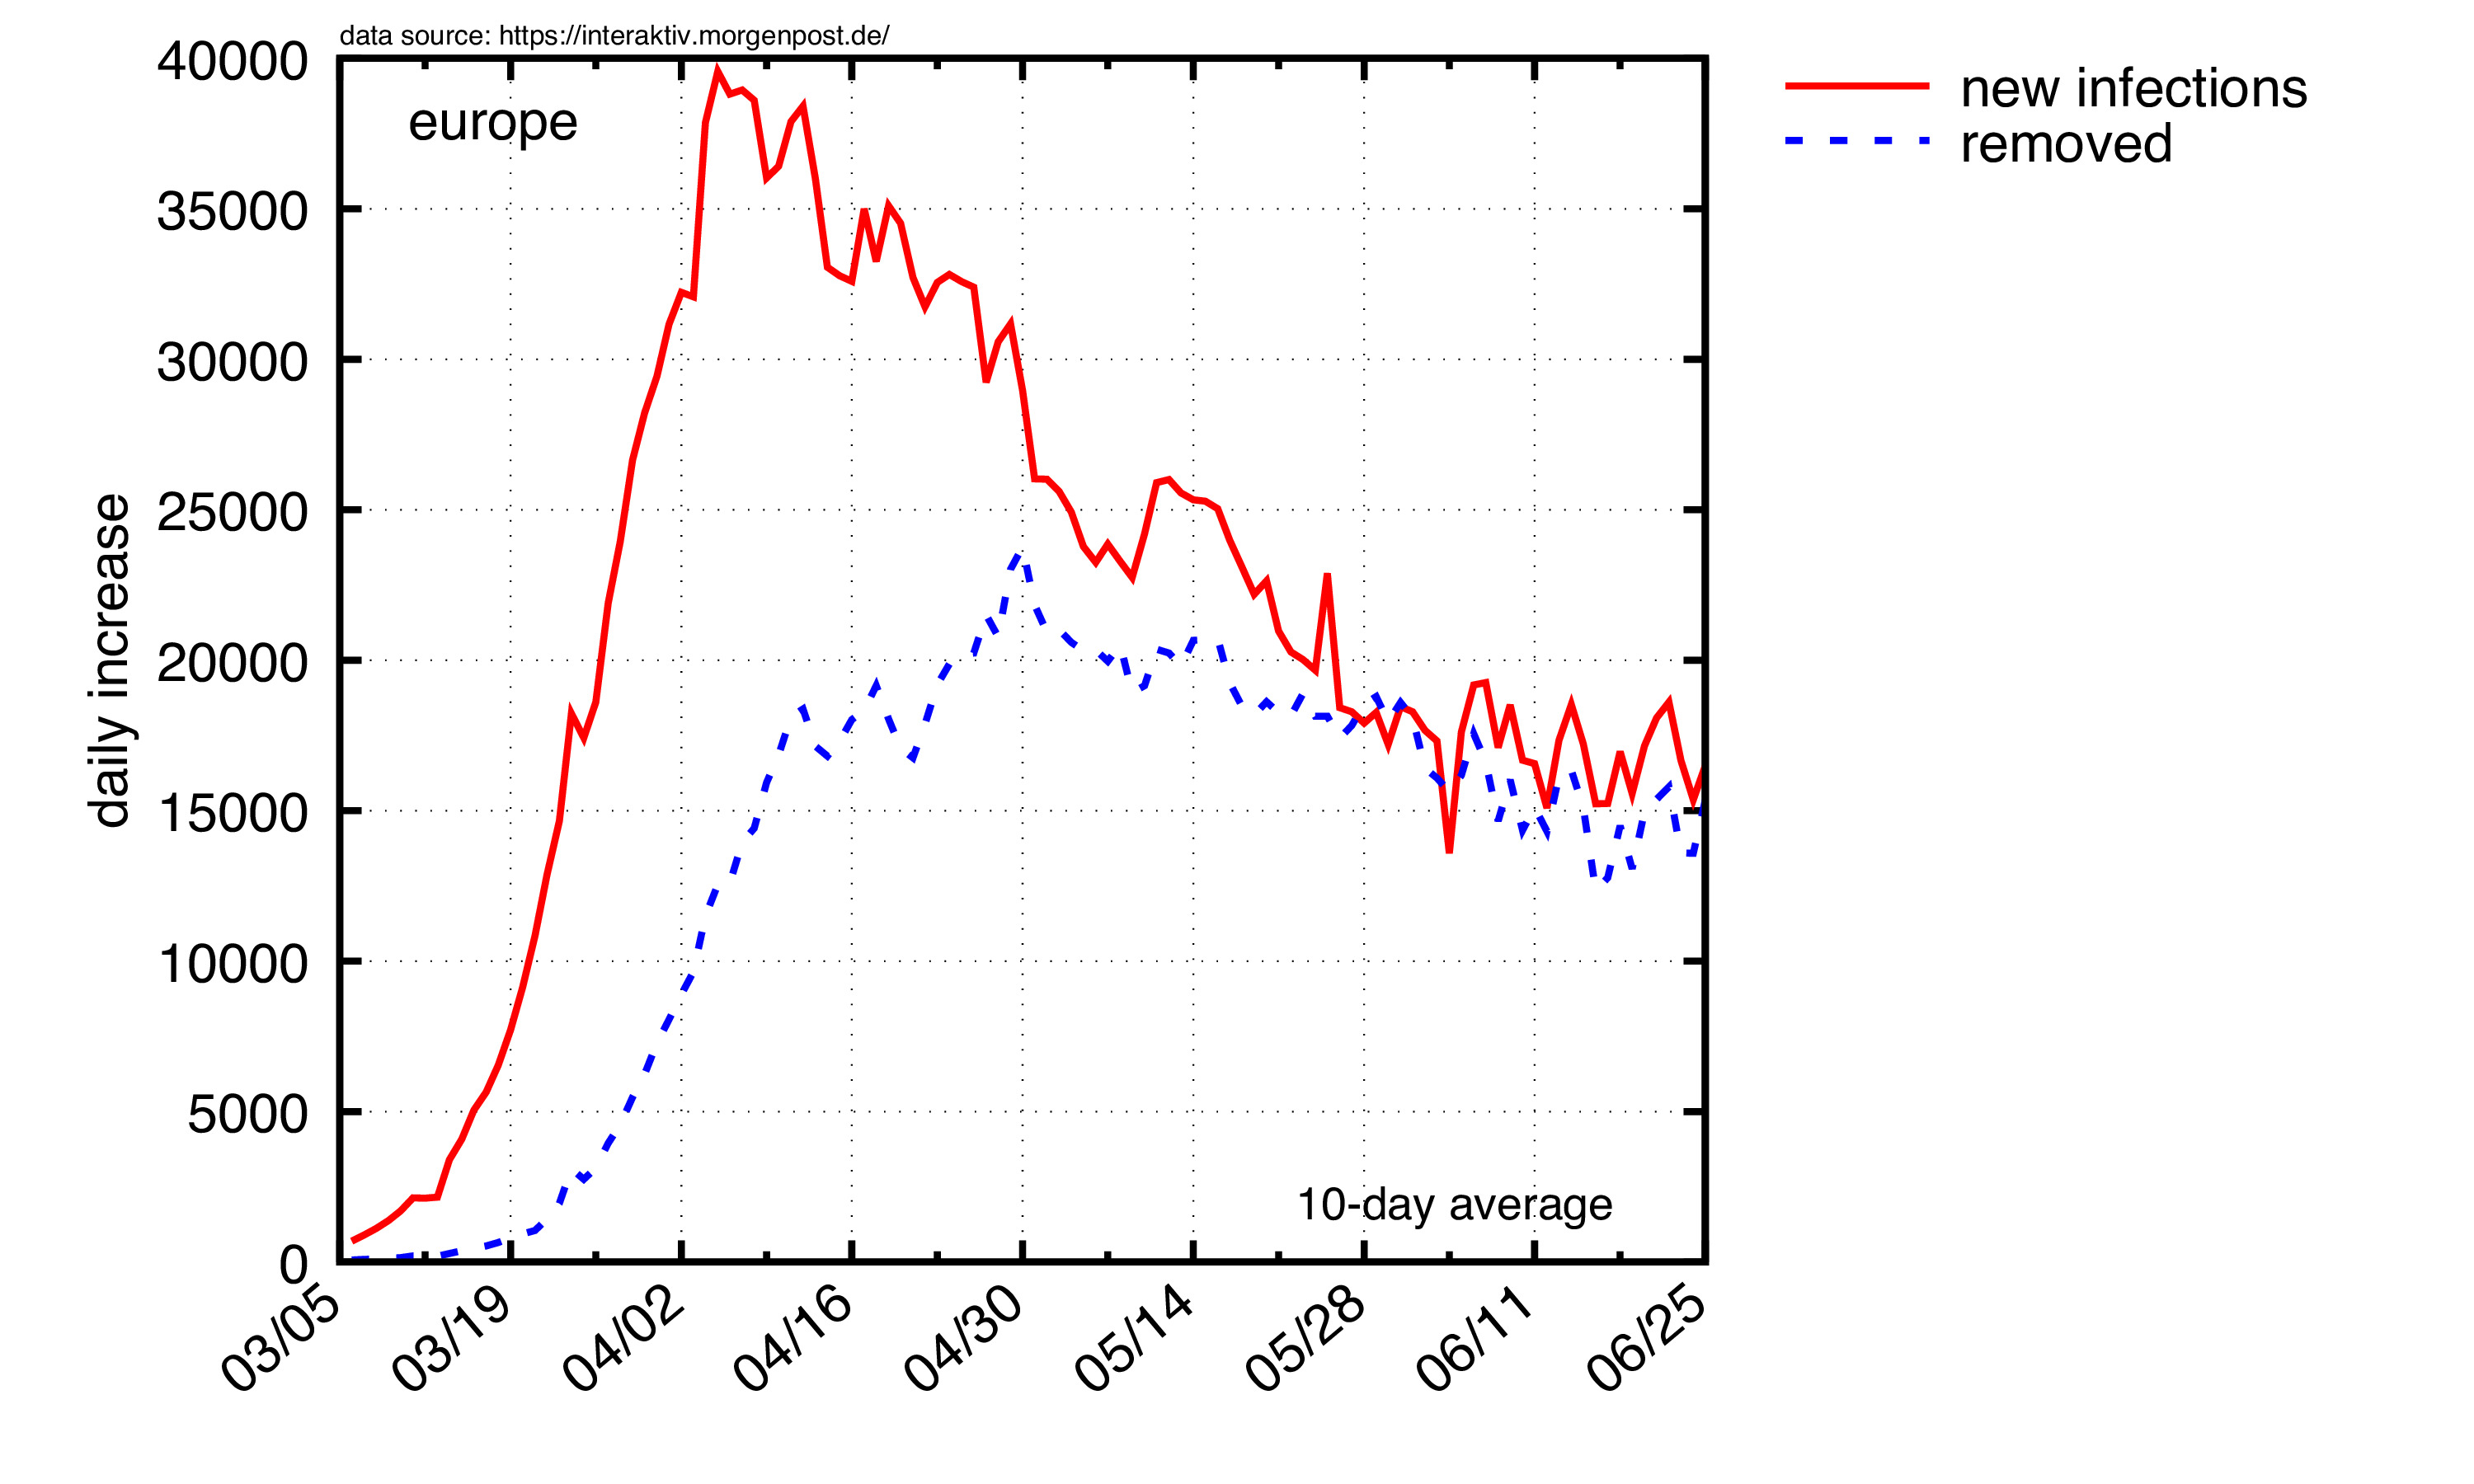 data source: https://interaktiv.morgenpost.de/
europe
new infections
removed
daily increase
40000
35000
30000
25000
20000
15000
10000
5000
0
10-day average
03/05 03/19 04/02 04/16 04/30 05/14 05/28 06/11 06/25